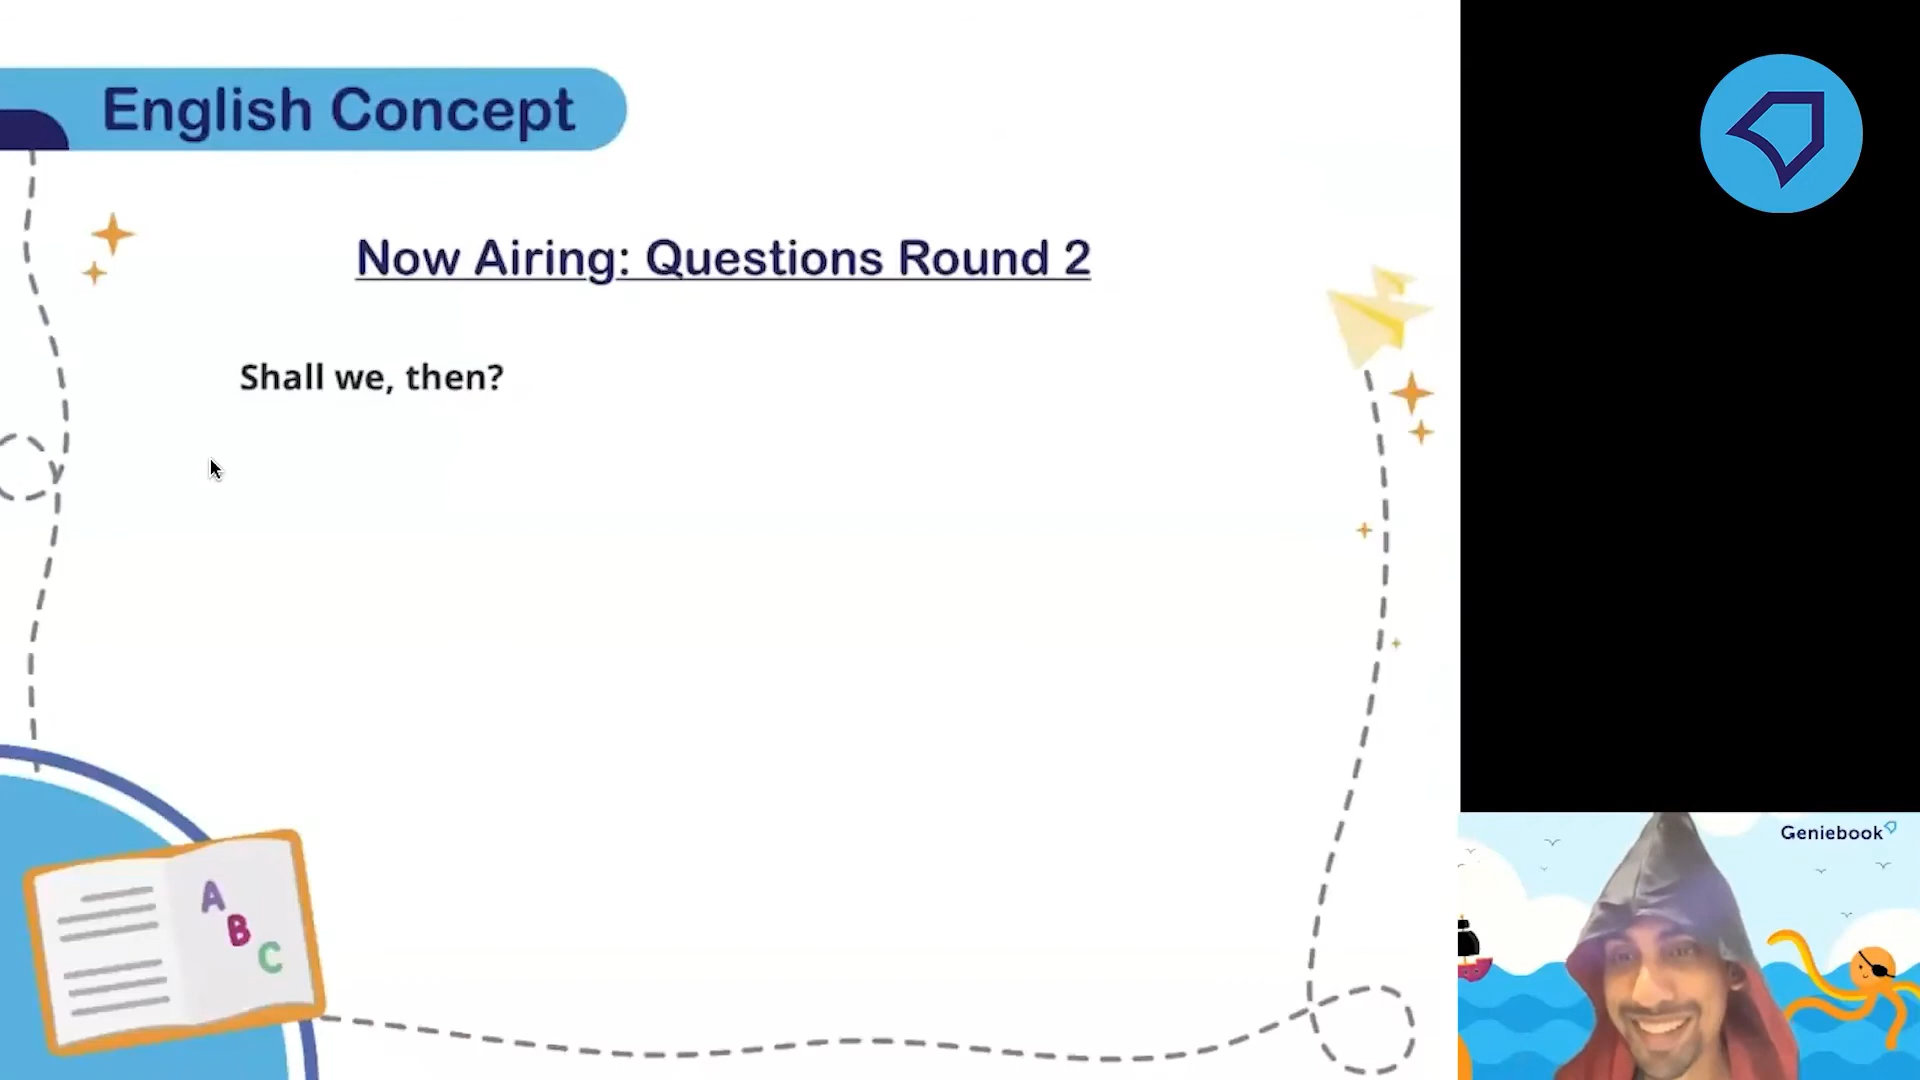 English Concept
Now Airing: Questions Round 2
Shall we, then?
A
B
C
Geniebook